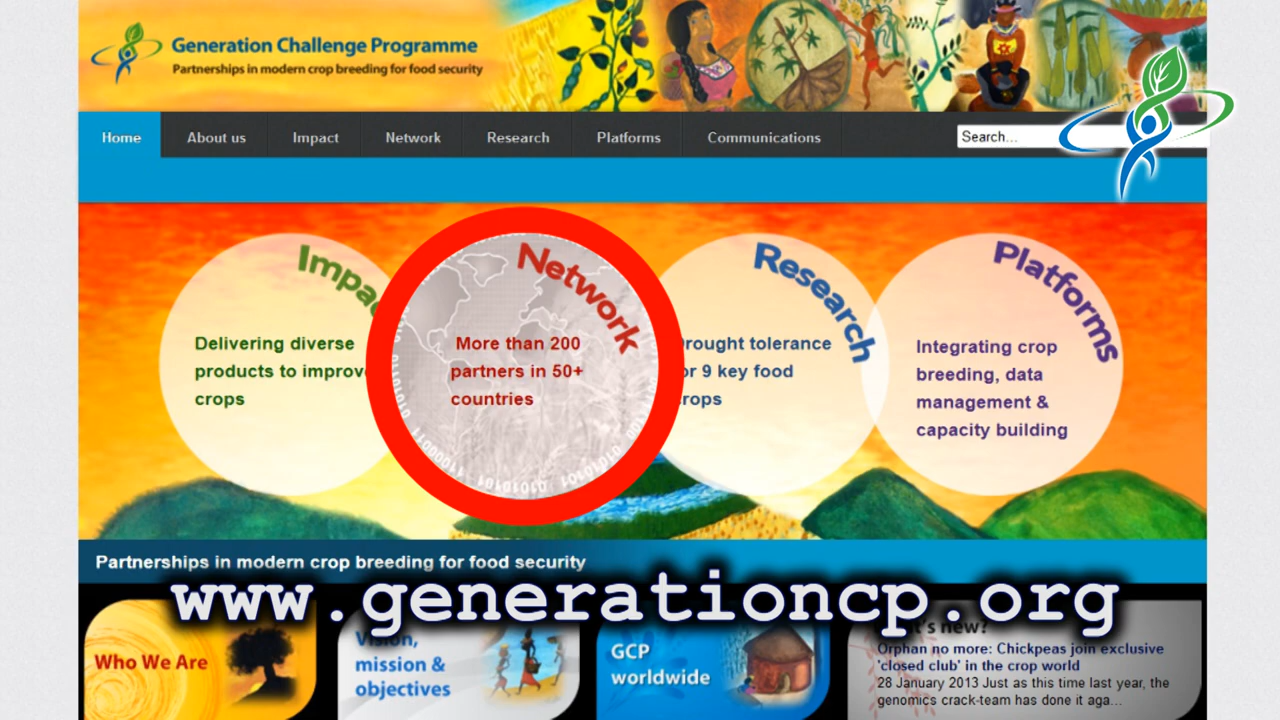 Generation Challenge Programme
Partnerships in modern crop breeding for food security
Home
About us
Impact
Network
Research
Platforms
Communications
Search...
Impac
Delivering diverse
products to improv
crops
Network
More than 200
partners in 50+
countries
Research
rought tolerance
or 9 key food
crops
Platforms
Integrating crop
breeding, data
management &
capacity building
Partnerships in modern crop breeding for food security
www.generationcp.org
Who We Are
Vision,
mission &
objectives
GCP
worldwide
t's new?
Orphan no more: Chickpeas join exclusive
'closed club' in the crop world
28 January 2013 Just as this time last year, the
genomics crack-team has done it aga...